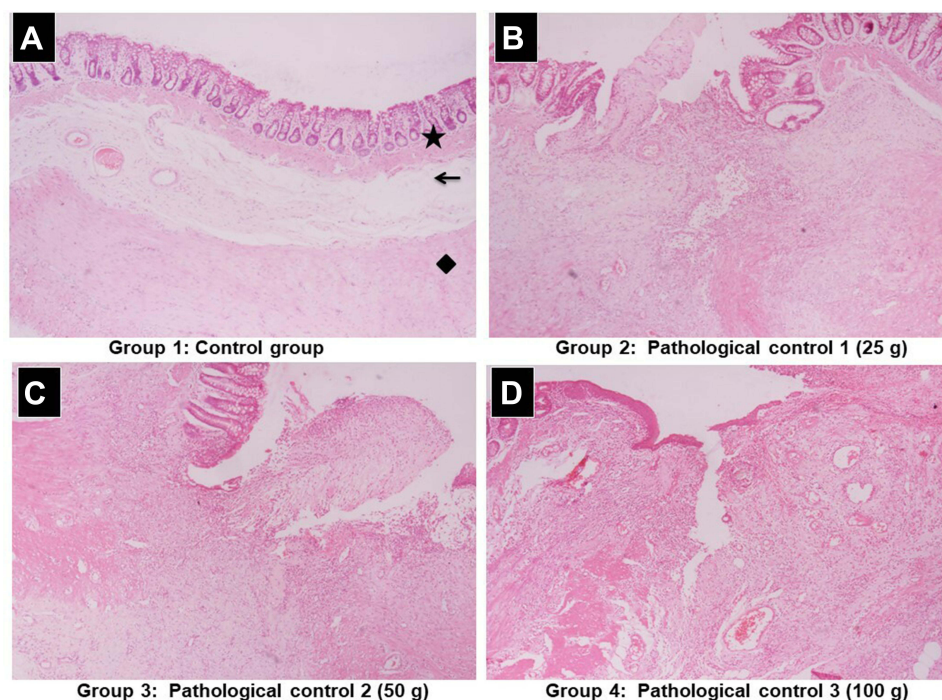 A
B
Group 1: Control group
Group 2: Pathological control 1 (25 g)
C
D
Group 3: Pathological control 2 (50 g)
Group 4: Pathological control 3 (100 g)